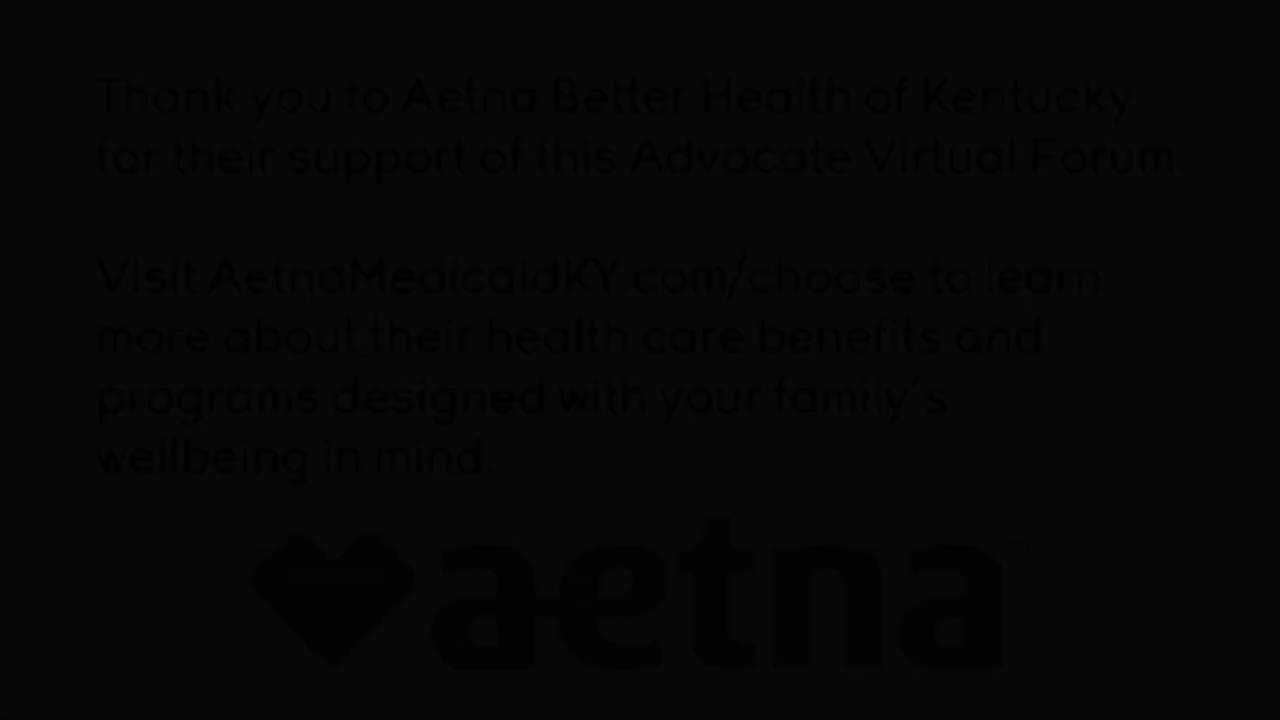 Thank you to Aetna Better Health of Kentucky
for their support of this Advocate Virtual Forum.
Visit AetnaMedicaidKY.com/choose to learn
more about their health care benefits and
programs designed with your family's
wellbeing in mind.
aetna®